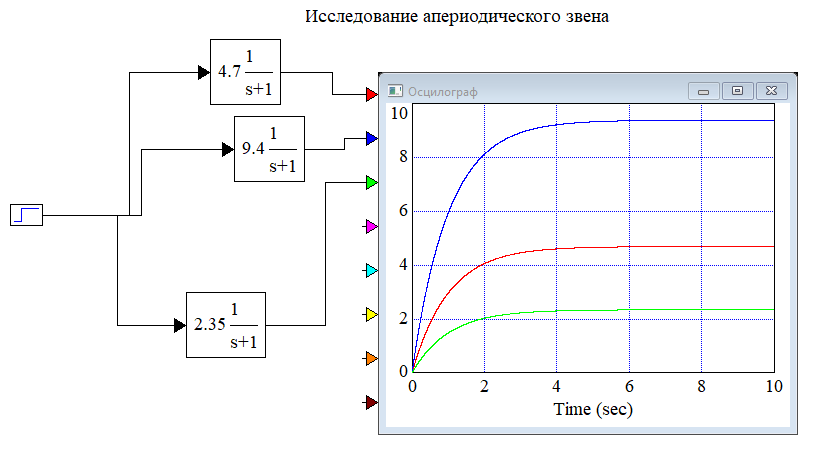 Исследование апериодического звена
4.7 1
s+1
9.4 1
s+1
2.35 1
s+1
Осцилограф
10
8
6
4
2
0
0 2 4 6 8 10
Time (sec)